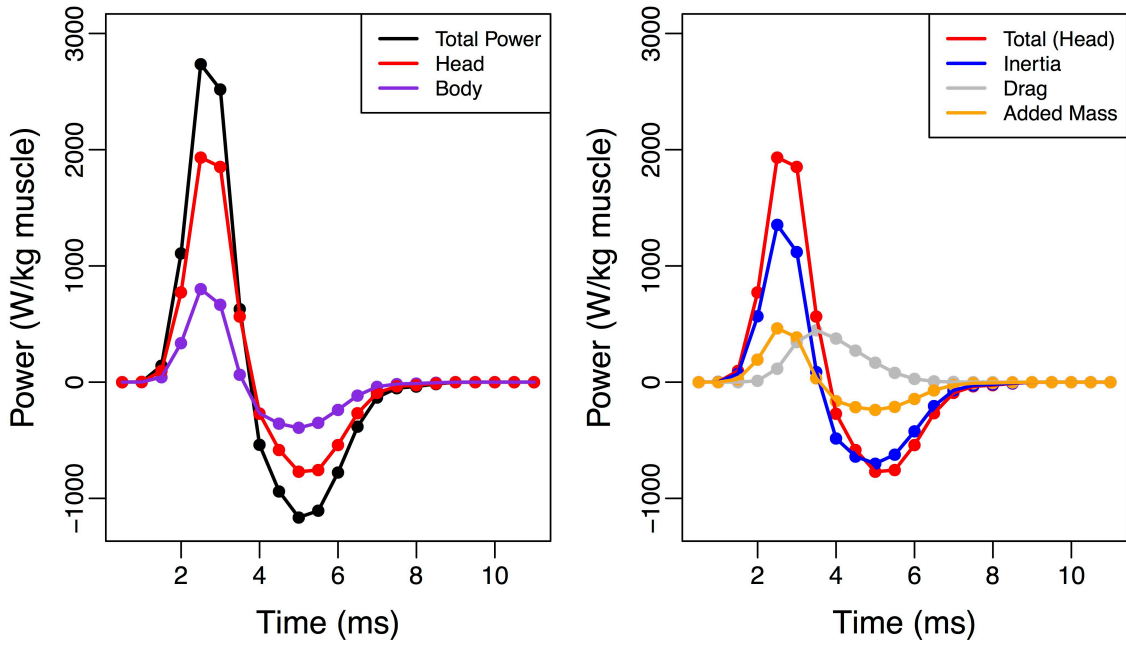 Power (W/kg muscle)
3000
2000
1000
0
−1000
Total Power
Head
Body
2 4 6 8 10
Time (ms)
Power (W/kg muscle)
3000
2000
1000
0
−1000
Total (Head)
Inertia
Drag
Added Mass
2 4 6 8 10
Time (ms)